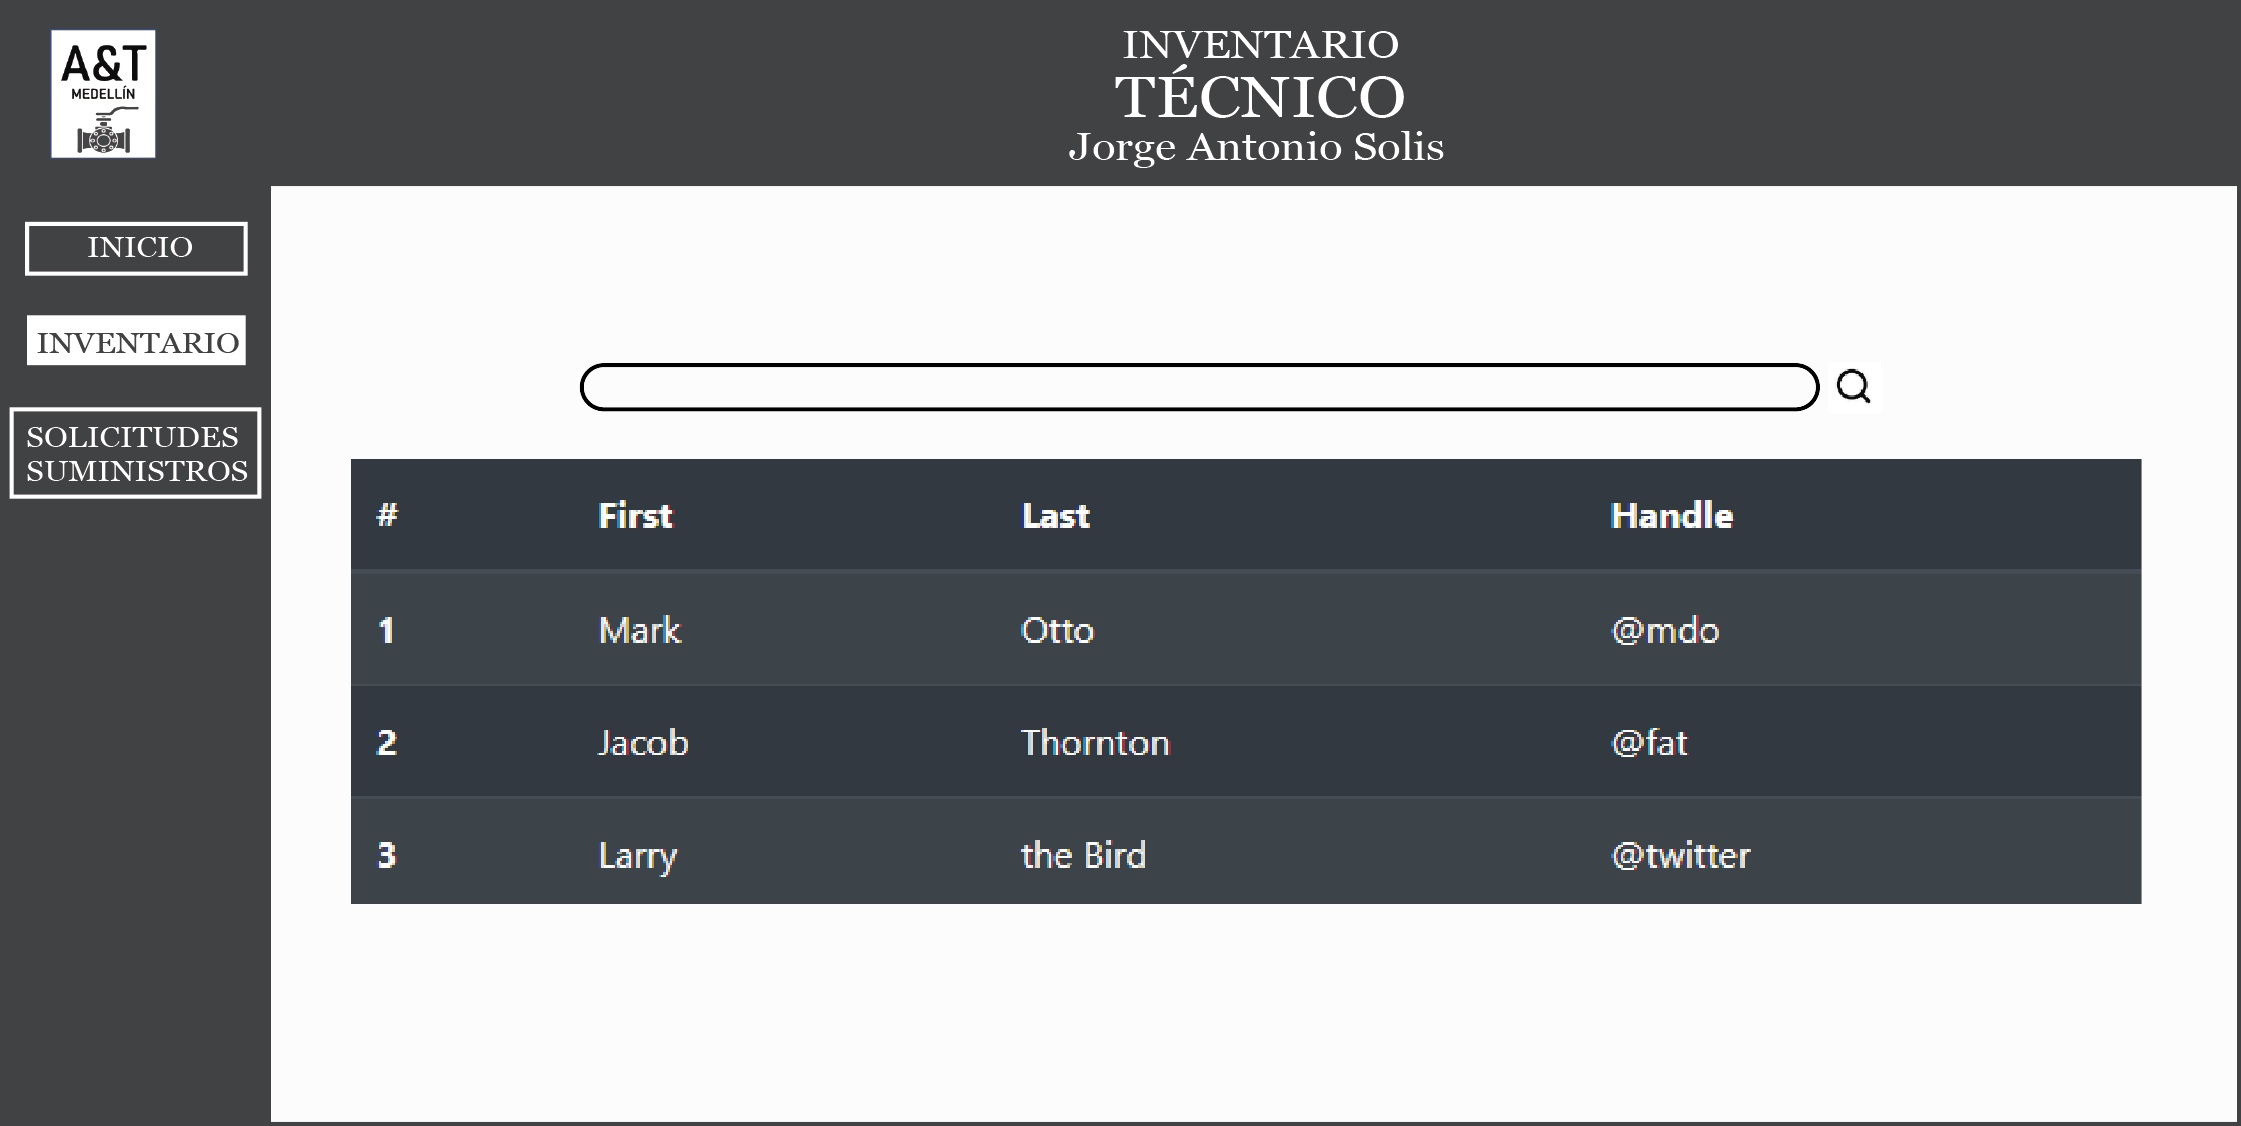 A&T
MEDELLÍN
INVENTARIO
TÉCNICO
Jorge Antonio Solis
INICIO
INVENTARIO
SOLICITUDES
SUMINISTROS
# First Last Handle
1 Mark Otto @mdo
2 Jacob Thornton @fat
3 Larry the Bird @twitter